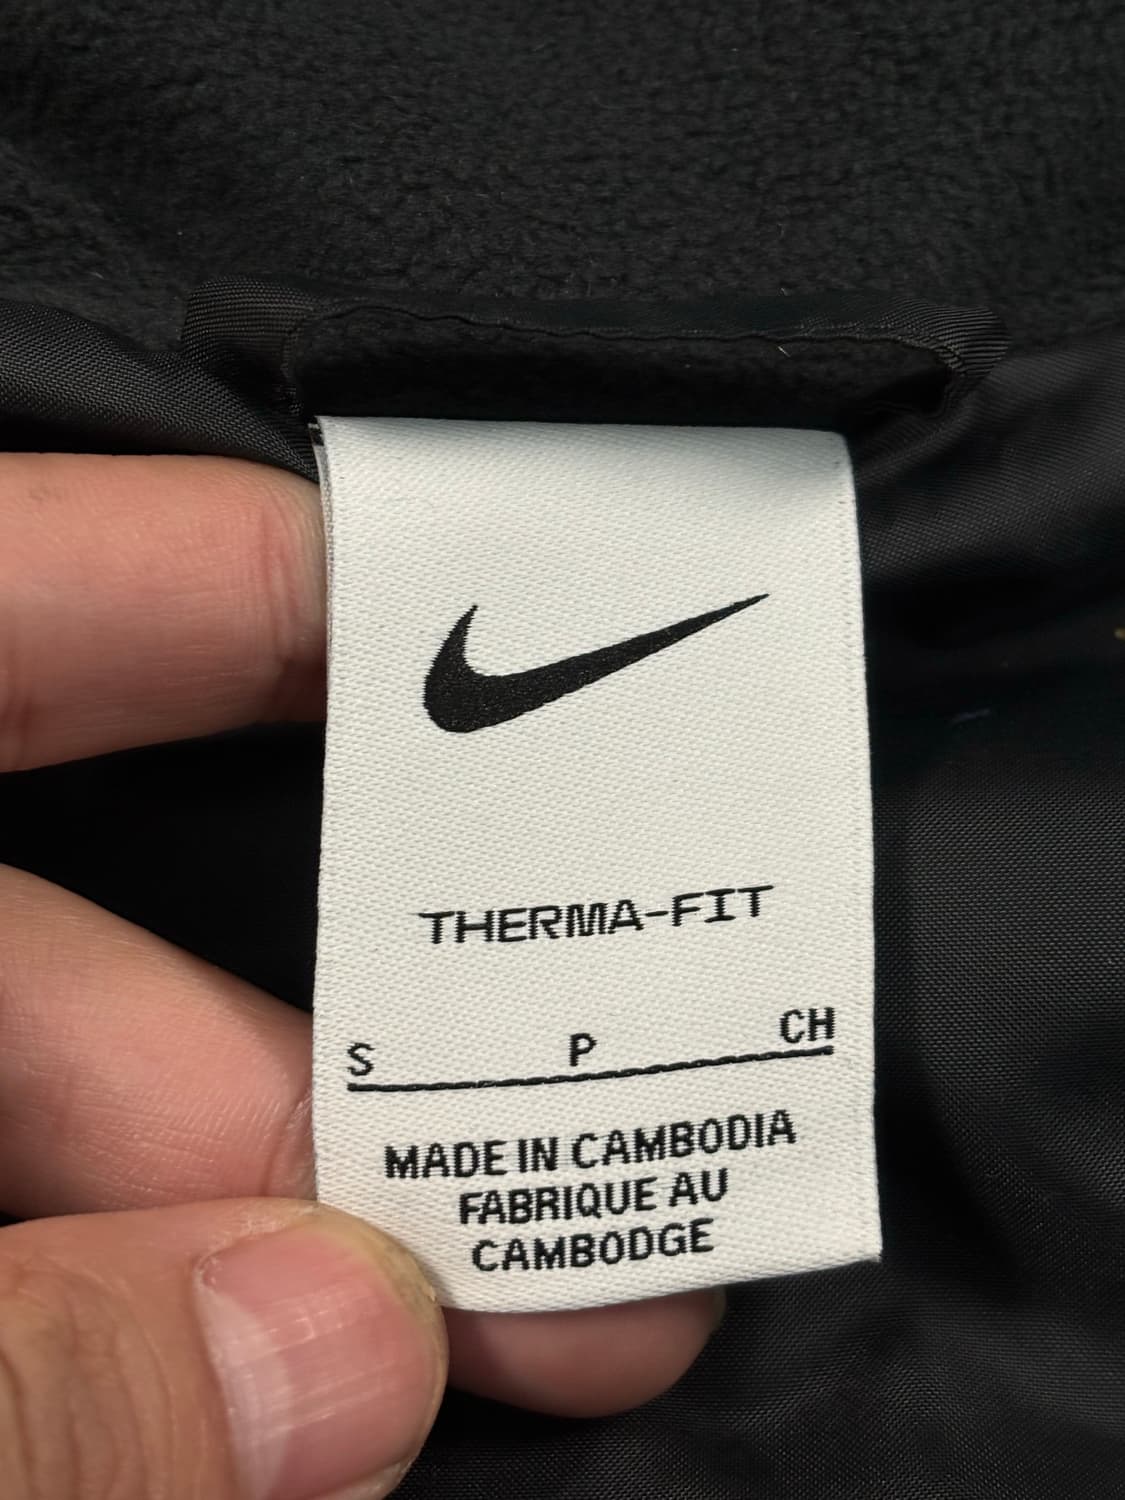 THERMA-FIT
S P CH
MADE IN CAMBODIA
FABRIQUE AU
CAMBODGE